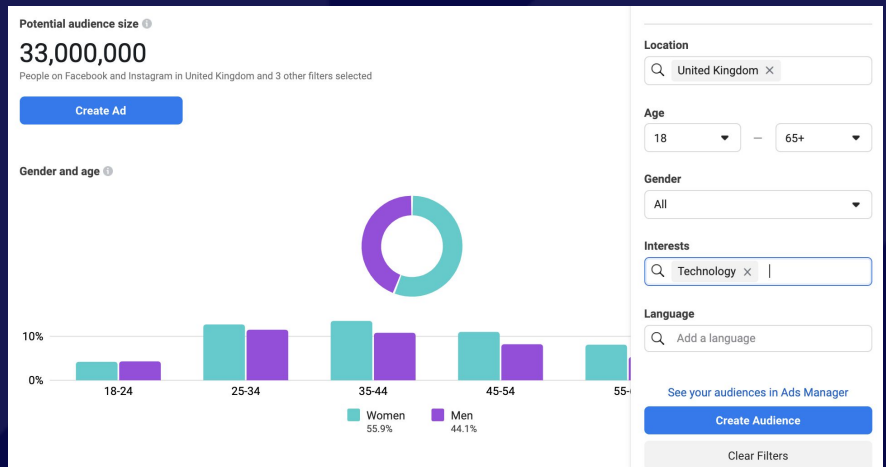 Potential audience size
33,000,000
People on Facebook and Instagram in United Kingdom and 3 other filters selected
Create Ad
Gender and age
10%
0%
18-24
25-34
35-44
45-54
55-
Women
55.9%
Men
44.1%
Location
United Kingdom
Age
18 – 65+
Gender
All
Interests
Technology
Language
Add a language
See your audiences in Ads Manager
Create Audience
Clear Filters